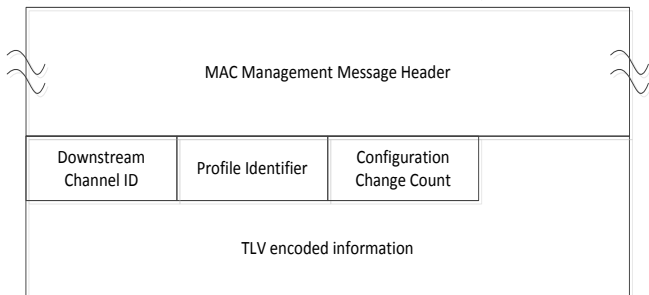 MAC Management Message Header
Downstream
Channel ID
Profile Identifier
Configuration
Change Count
TLV encoded information